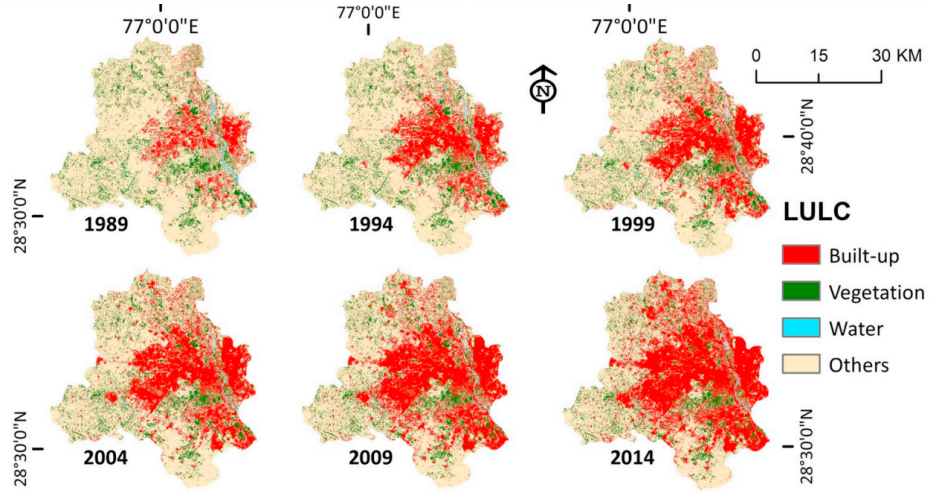 77°0'0"E
77°0'0"E
77°0'0"E
0 15 30 KM
N
28°40'0"N
28°30'0"N
1989
1994
1999
LULC
Built-up
Vegetation
Water
Others
28°30'0"N
2004
2009
2014
28°30'0"N